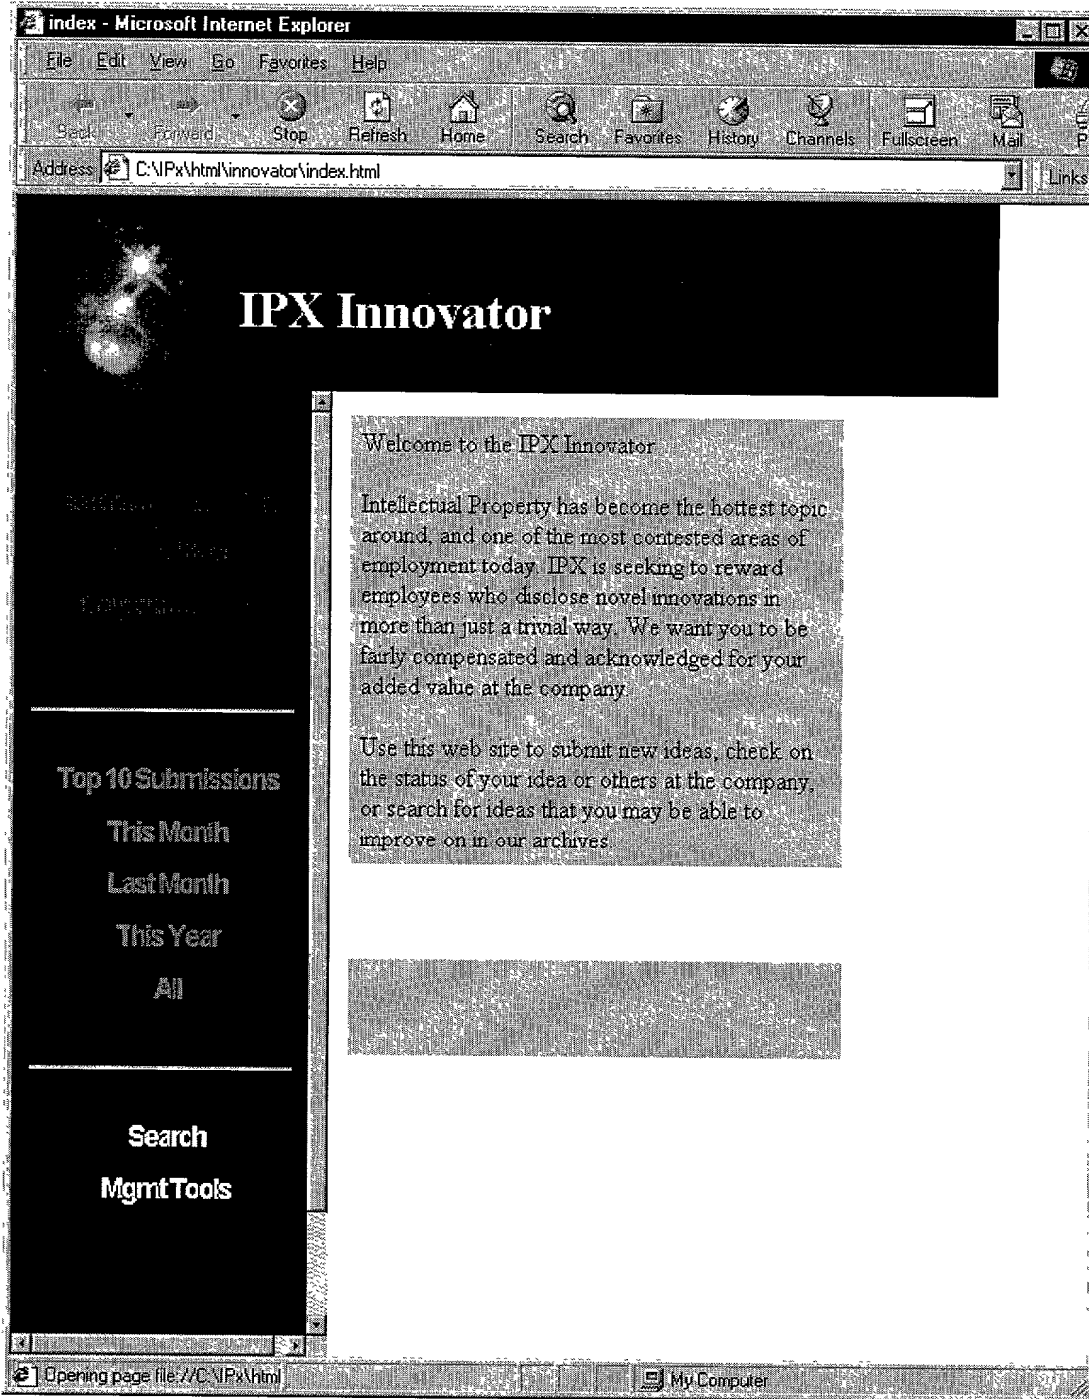 index - Microsoft Internet Explorer
File Edit View Go Favorites Help
Back Forward Stop Refresh Home Search Favorites History Channels Fullscreen Mail
Address C:\IPx\html\innovator\index.html Links
IPX Innovator
Welcome to the IPX Innovator
Intellectual Property has become the hottest topic
around, and one of the most contested areas of
employment today. IPX is seeking to reward
employees who disclose novel innovations in
more than just a trivial way. We want you to be
fairly compensated and acknowledged for your
added value at the company.
Use this web site to submit new ideas, check on
the status of your idea or others at the company,
or search for ideas that you may be able to
improve on in our archives.
Top 10 Submissions
This Month
Last Month
This Year
All
Search
Mgmt Tools
Opening page file://C:\IPx\html My Computer